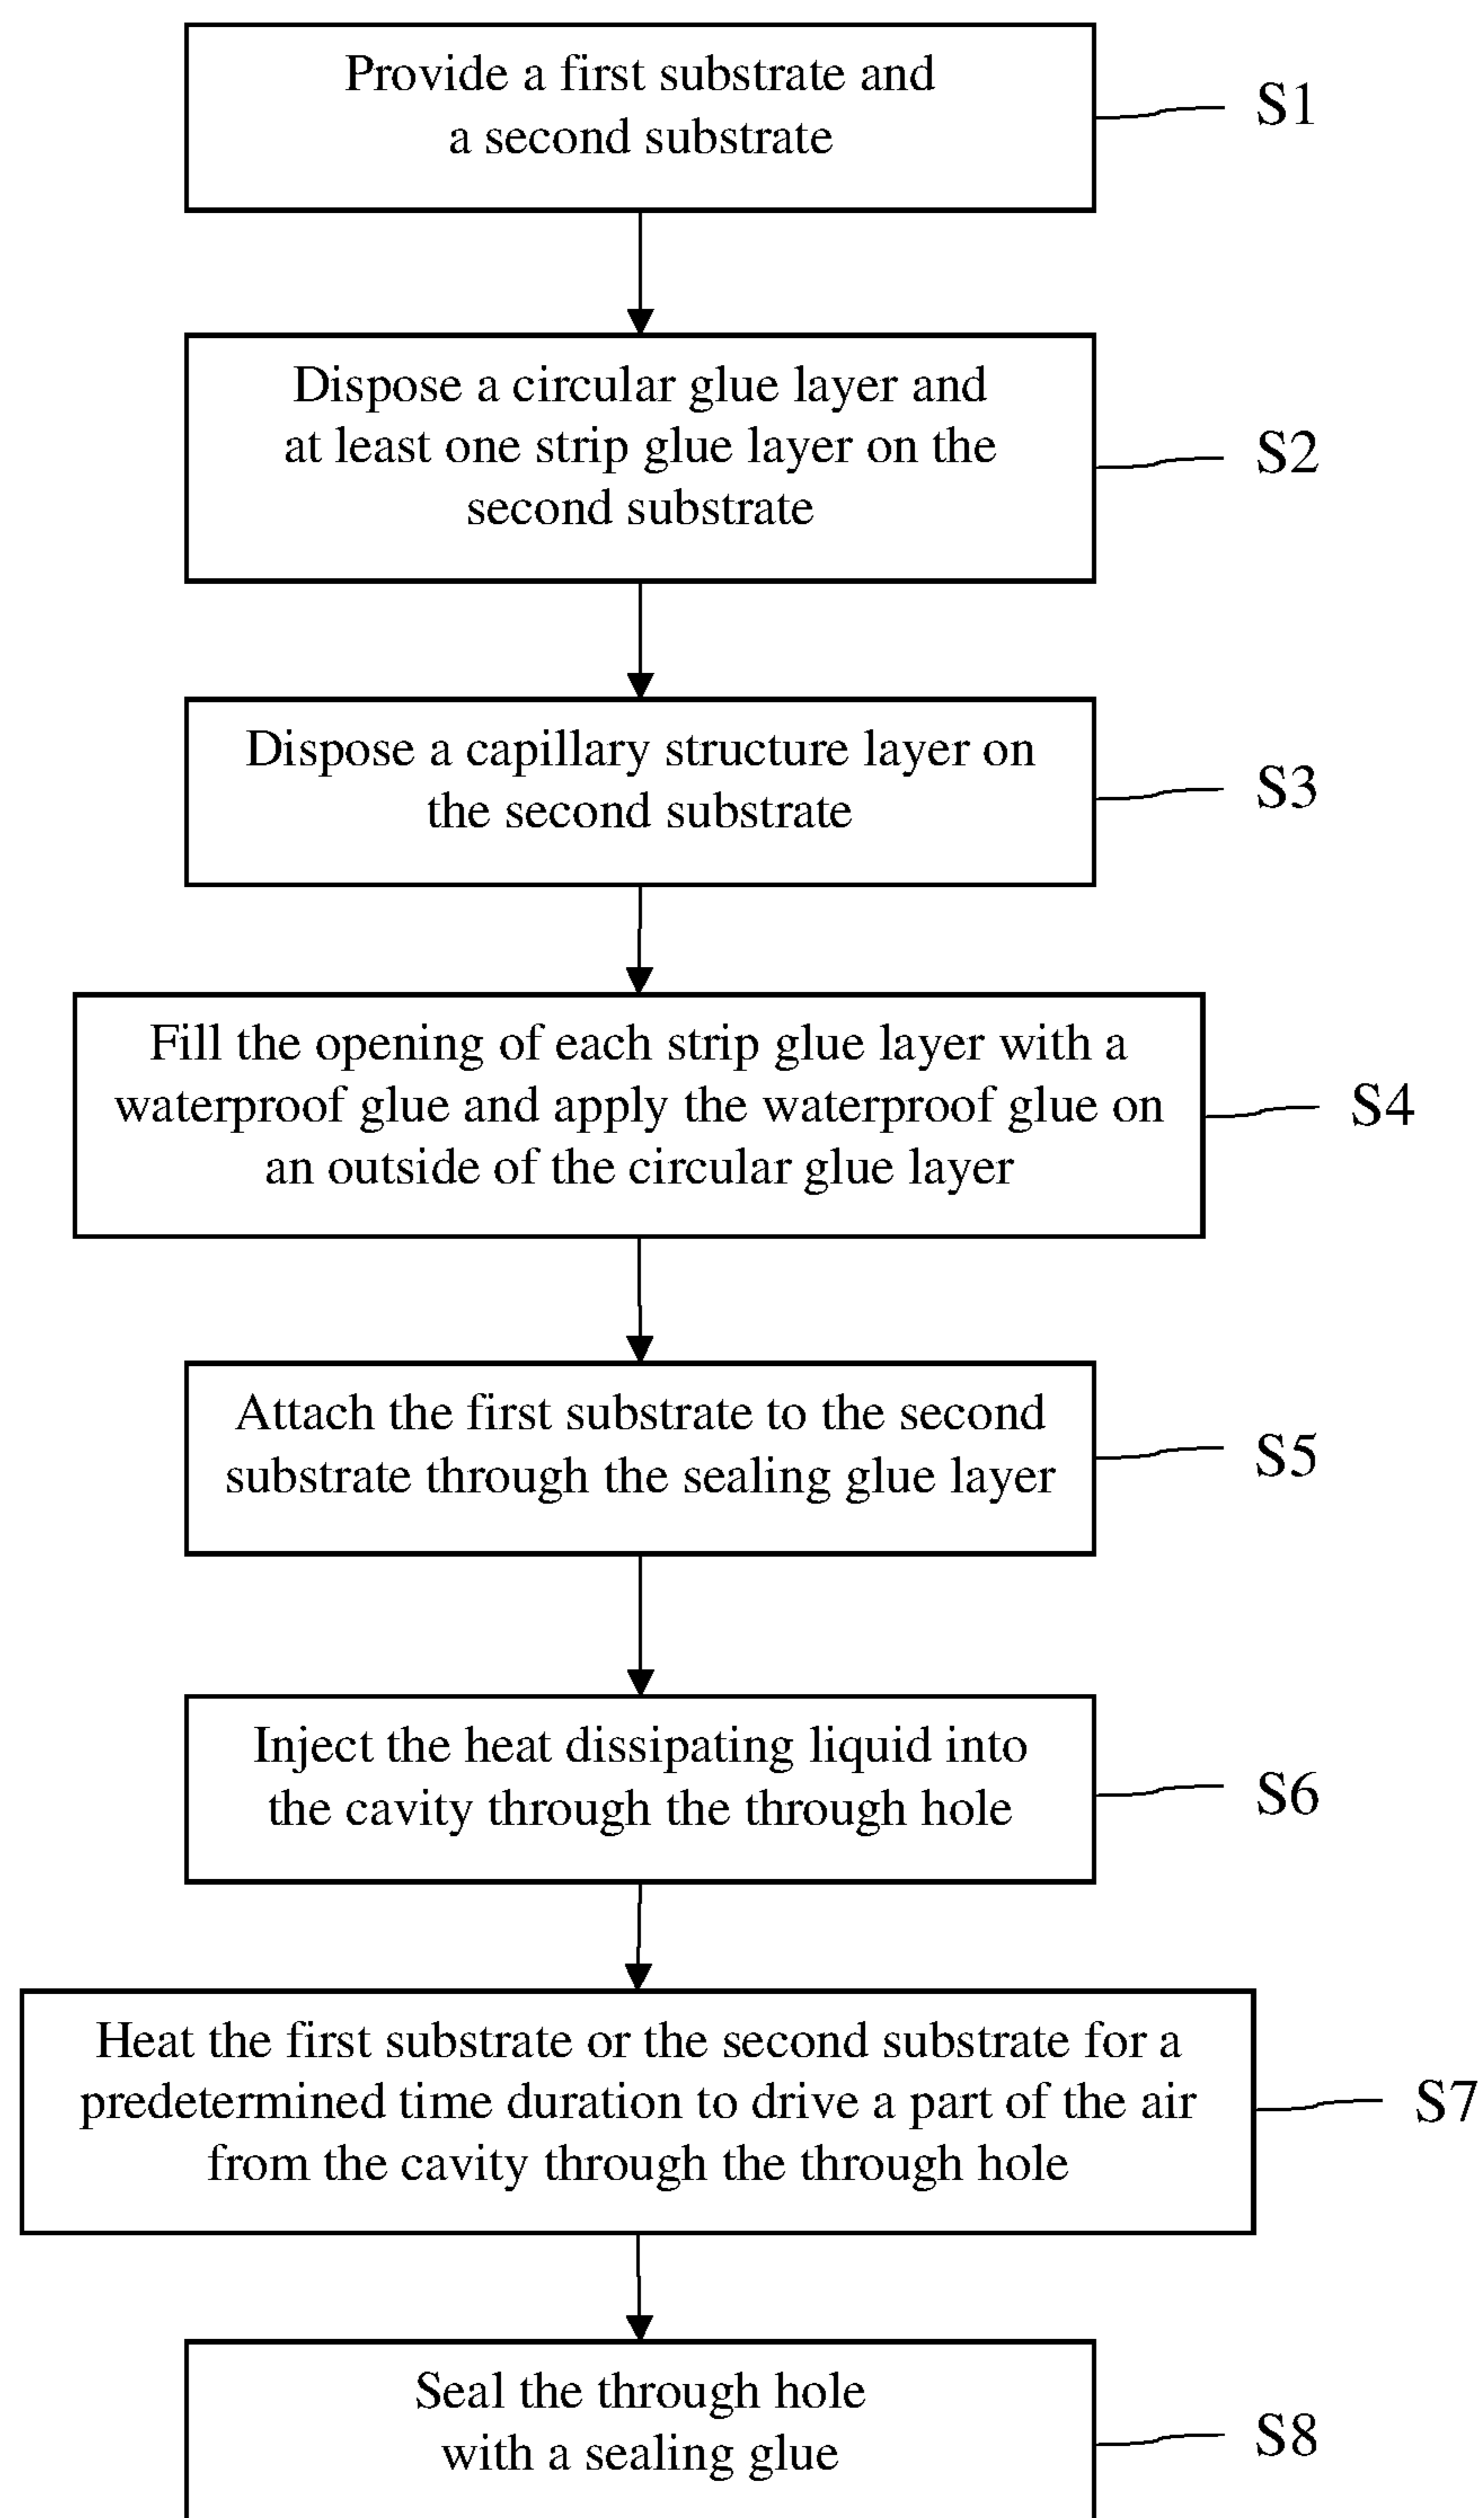 Provide a first substrate and
a second substrate
S1
Dispose a circular glue layer and
at least one strip glue layer on the
second substrate
S2
Dispose a capillary structure layer on
the second substrate
S3
Fill the opening of each strip glue layer with a
waterproof glue and apply the waterproof glue on
an outside of the circular glue layer
S4
Attach the first substrate to the second
substrate through the sealing glue layer
S5
Inject the heat dissipating liquid into
the cavity through the through hole
S6
Heat the first substrate or the second substrate for a
predetermined time duration to drive a part of the air
from the cavity through the through hole
S7
Seal the through hole
with a sealing glue
S8